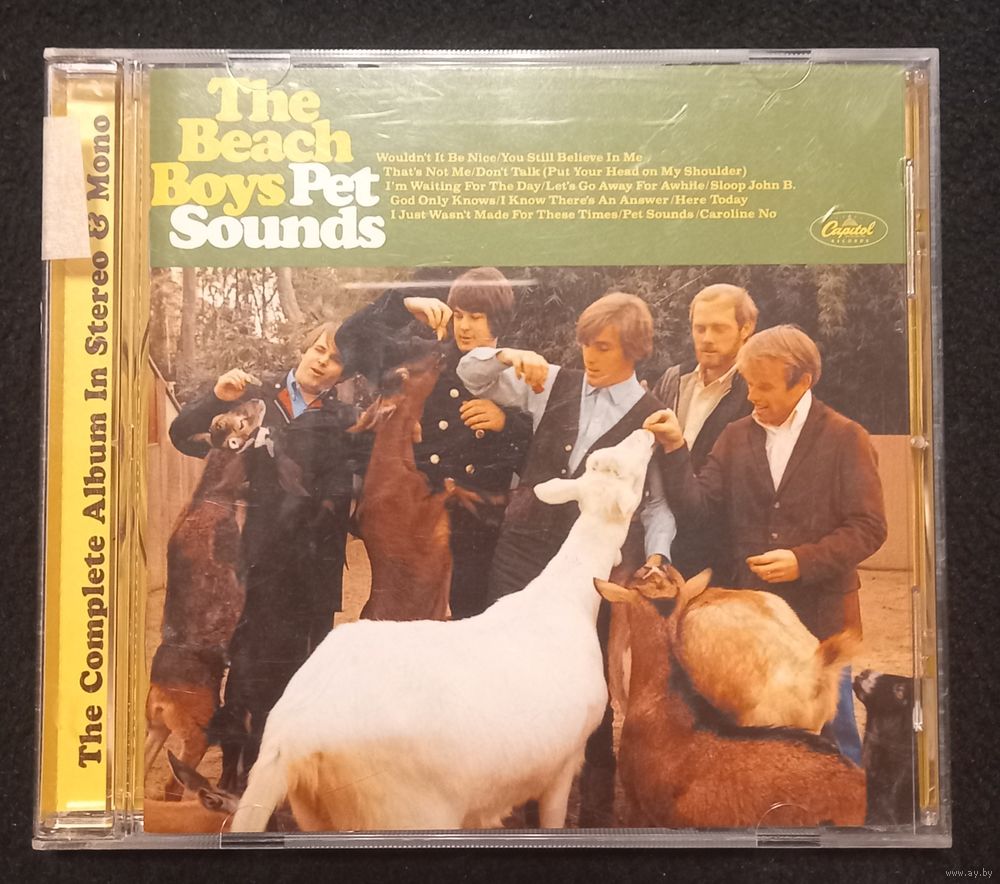 The Complete Album In Stereo & Mono
The
Beach
Boys Pet
Sounds
Wouldn't It Be Nice/You Still Believe In Me
That's Not Me/Don't Talk (Put Your Head on My Shoulder)
I'm Waiting For The Day/Let's Go Away For Awhile/Sloop John B.
God Only Knows/I Know There's An Answer/Here Today
I Just Wasn't Made For These Times/Pet Sounds/Caroline No
Capitol
RECORDS
www.ay.by